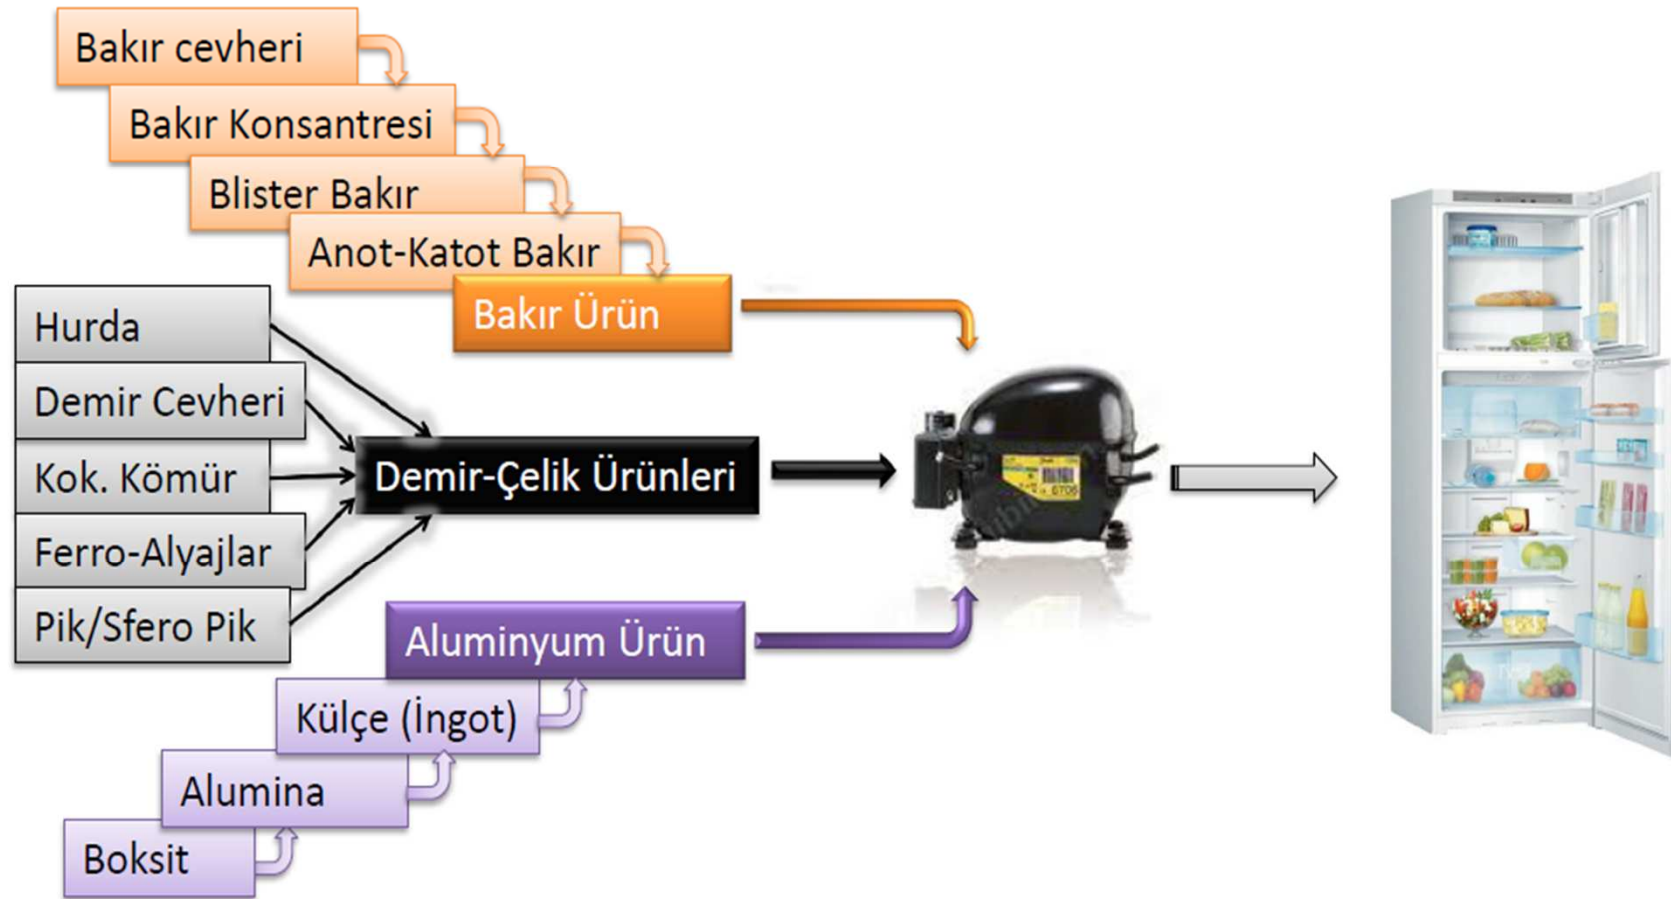 Bakır cevheri
Bakır Konsantresi
Blister Bakır
Anot-Katot Bakır
Bakır Ürün
Hurda
Demir Cevheri
Kok. Kömür
Ferro-Alyajlar
Pik/Sfero Pik
Demir-Çelik Ürünleri
6706
Aluminyum Ürün
Külçe (İngot)
Alumina
Boksit